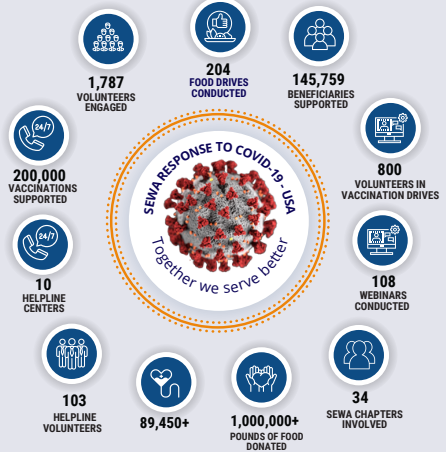 204
FOOD DRIVES
CONDUCTED
1,787
VOLUNTEERS
ENGAGED
145,759
BENEFICIARIES
SUPPORTED
24/7
200,000
VACCINATIONS
SUPPORTED
800
VOLUNTEERS IN
VACCINATION DRIVES
SEWA RESPONSE TO COVID-19 - USA
Together we serve better
24/7
10
HELPLINE
CENTERS
108
WEBINARS
CONDUCTED
103
HELPLINE
VOLUNTEERS
89,450+
1,000,000+
POUNDS OF FOOD
DONATED
34
SEWA CHAPTERS
INVOLVED